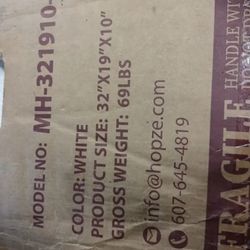 MODEL NO: MH-321910-
COLOR: WHITE
PRODUCT SIZE: 32"X19"X10"
GROSS WEIGHT: 69LBS
info@hopze.com
607-645-4819
FRAGILE
HANDLE WIT